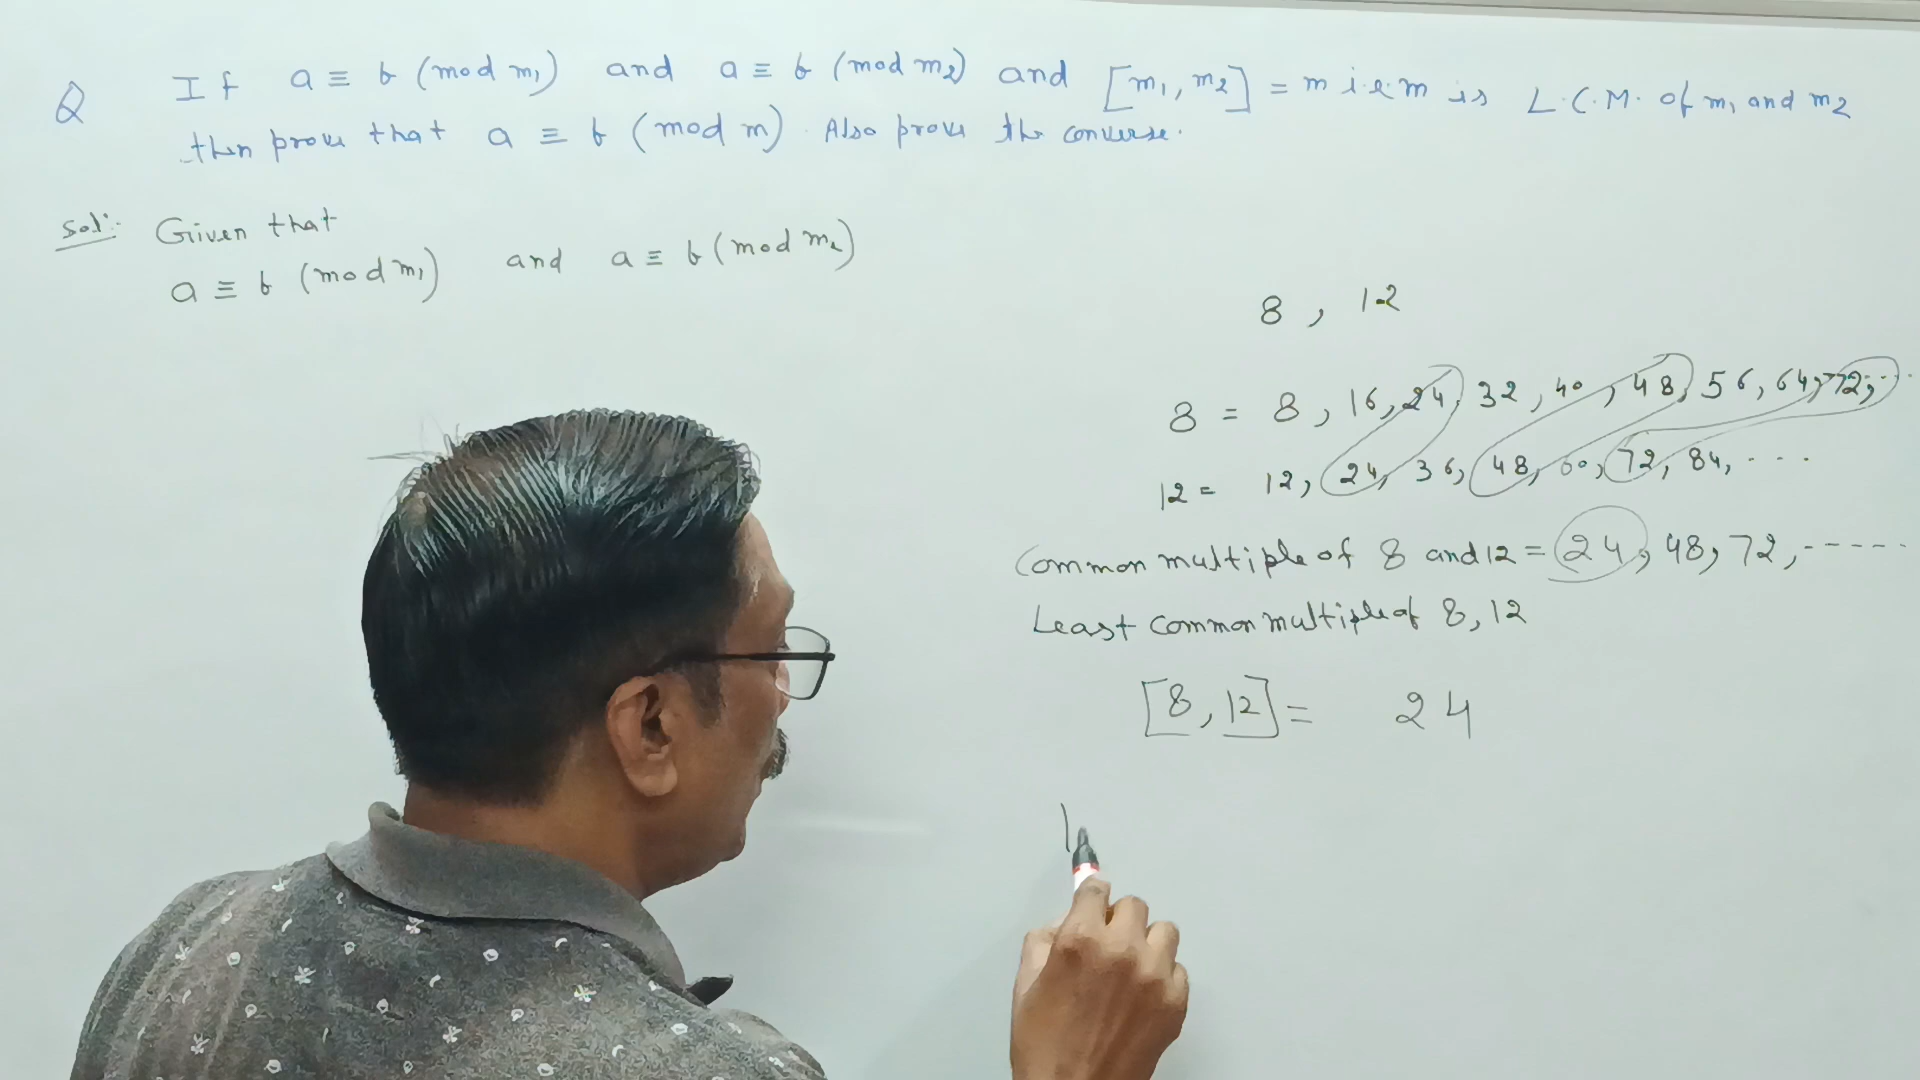 Q If a ≡ b (mod m₁) and a ≡ b (mod m₂) and [m₁, m₂] = m i.e. m is L.C.M. of m₁ and m₂
then prove that a ≡ b (mod m). Also prove the converse.
Solⁿ: Given that
a ≡ b (mod m₁) and a ≡ b (mod m₂)
8 , 12
8 = 8, 16, 24, 32, 40, 48, 56, 64, 72, ...
12 = 12, 24, 36, 48, 60, 72, 84, ...
Common multiple of 8 and 12 = 24, 48, 72, -----
Least common multiple of 8, 12
[8, 12] = 24